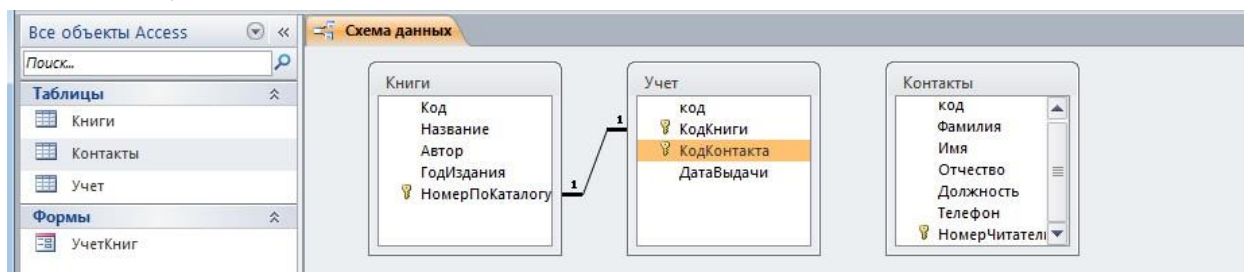 Все объекты Access
Поиск...
Таблицы
Книги
Контакты
Учет
Формы
УчетКниг
Схема данных
Книги
Код
Название
Автор
ГодИздания
НомерПоКаталогу
1
1
Учет
код
КодКниги
КодКонтакта
ДатаВыдачи
Контакты
код
Фамилия
Имя
Отчество
Должность
Телефон
НомерЧитател